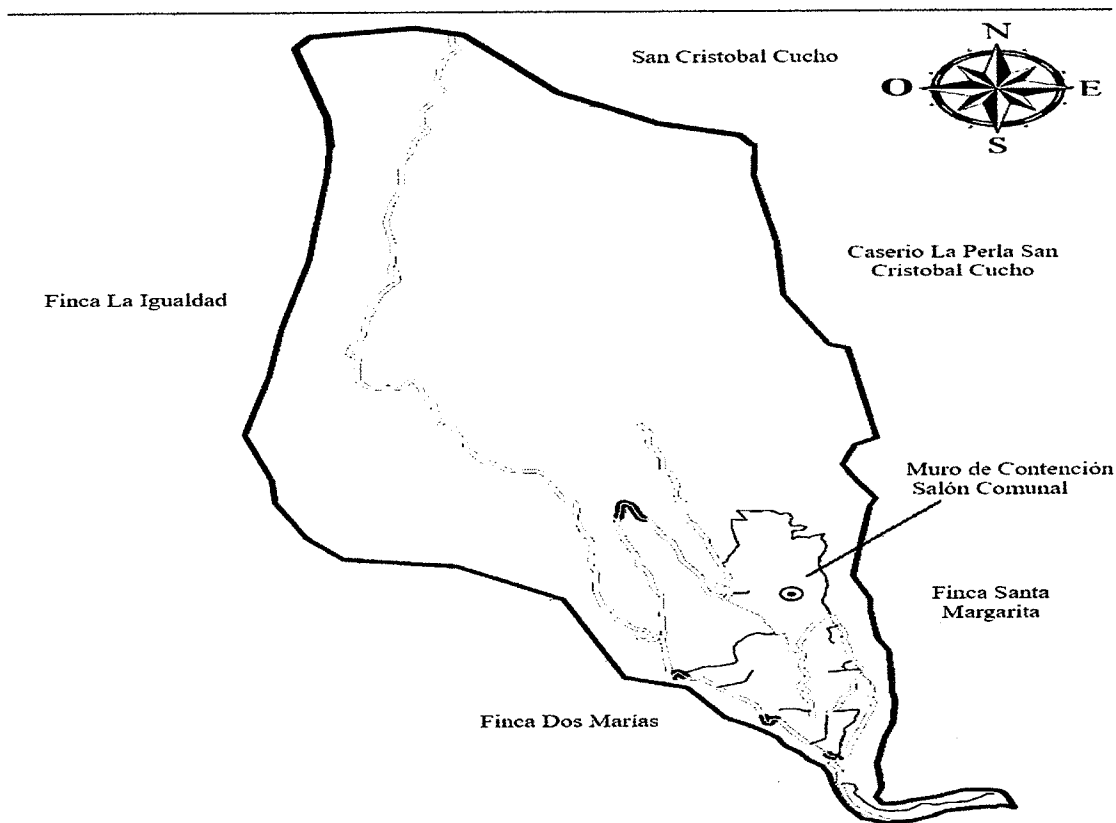 San Cristobal Cucho
N
O
E
S
Caserio La Perla San
Cristobal Cucho
Finca La Igualdad
Muro de Contención
Salón Comunal
Finca Santa
Margarita
Finca Dos Marías